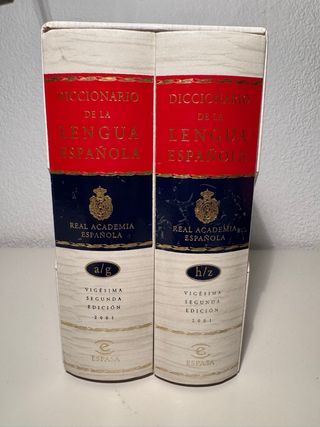 DICCIONARIO
DE LA
LENGUA
ESPAÑOLA
REAL ACADEMIA
ESPAÑOLA
a/g
VIGÉSIMA
SEGUNDA
EDICIÓN
2001
e
ESPASA
DICCIONARIO
DE LA
LENGUA
ESPAÑOLA
REAL ACADEMIA
ESPAÑOLA
h/z
VIGÉSIMA
SEGUNDA
EDICIÓN
2001
e
ESPASA